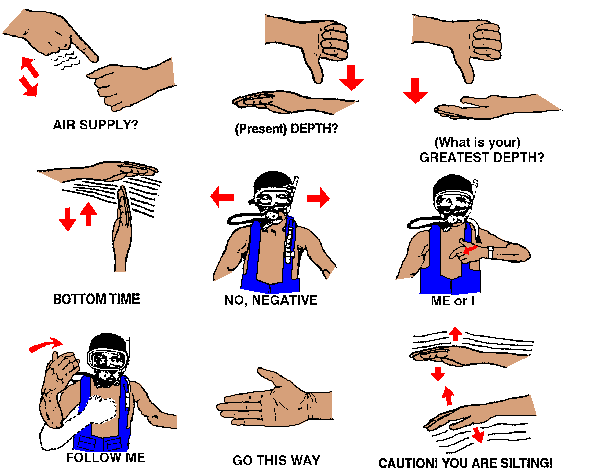 AIR SUPPLY?
(Present) DEPTH?
(What is your)
GREATEST DEPTH?
BOTTOM TIME
NO, NEGATIVE
ME or I
FOLLOW ME
GO THIS WAY
CAUTION! YOU ARE SILTING!